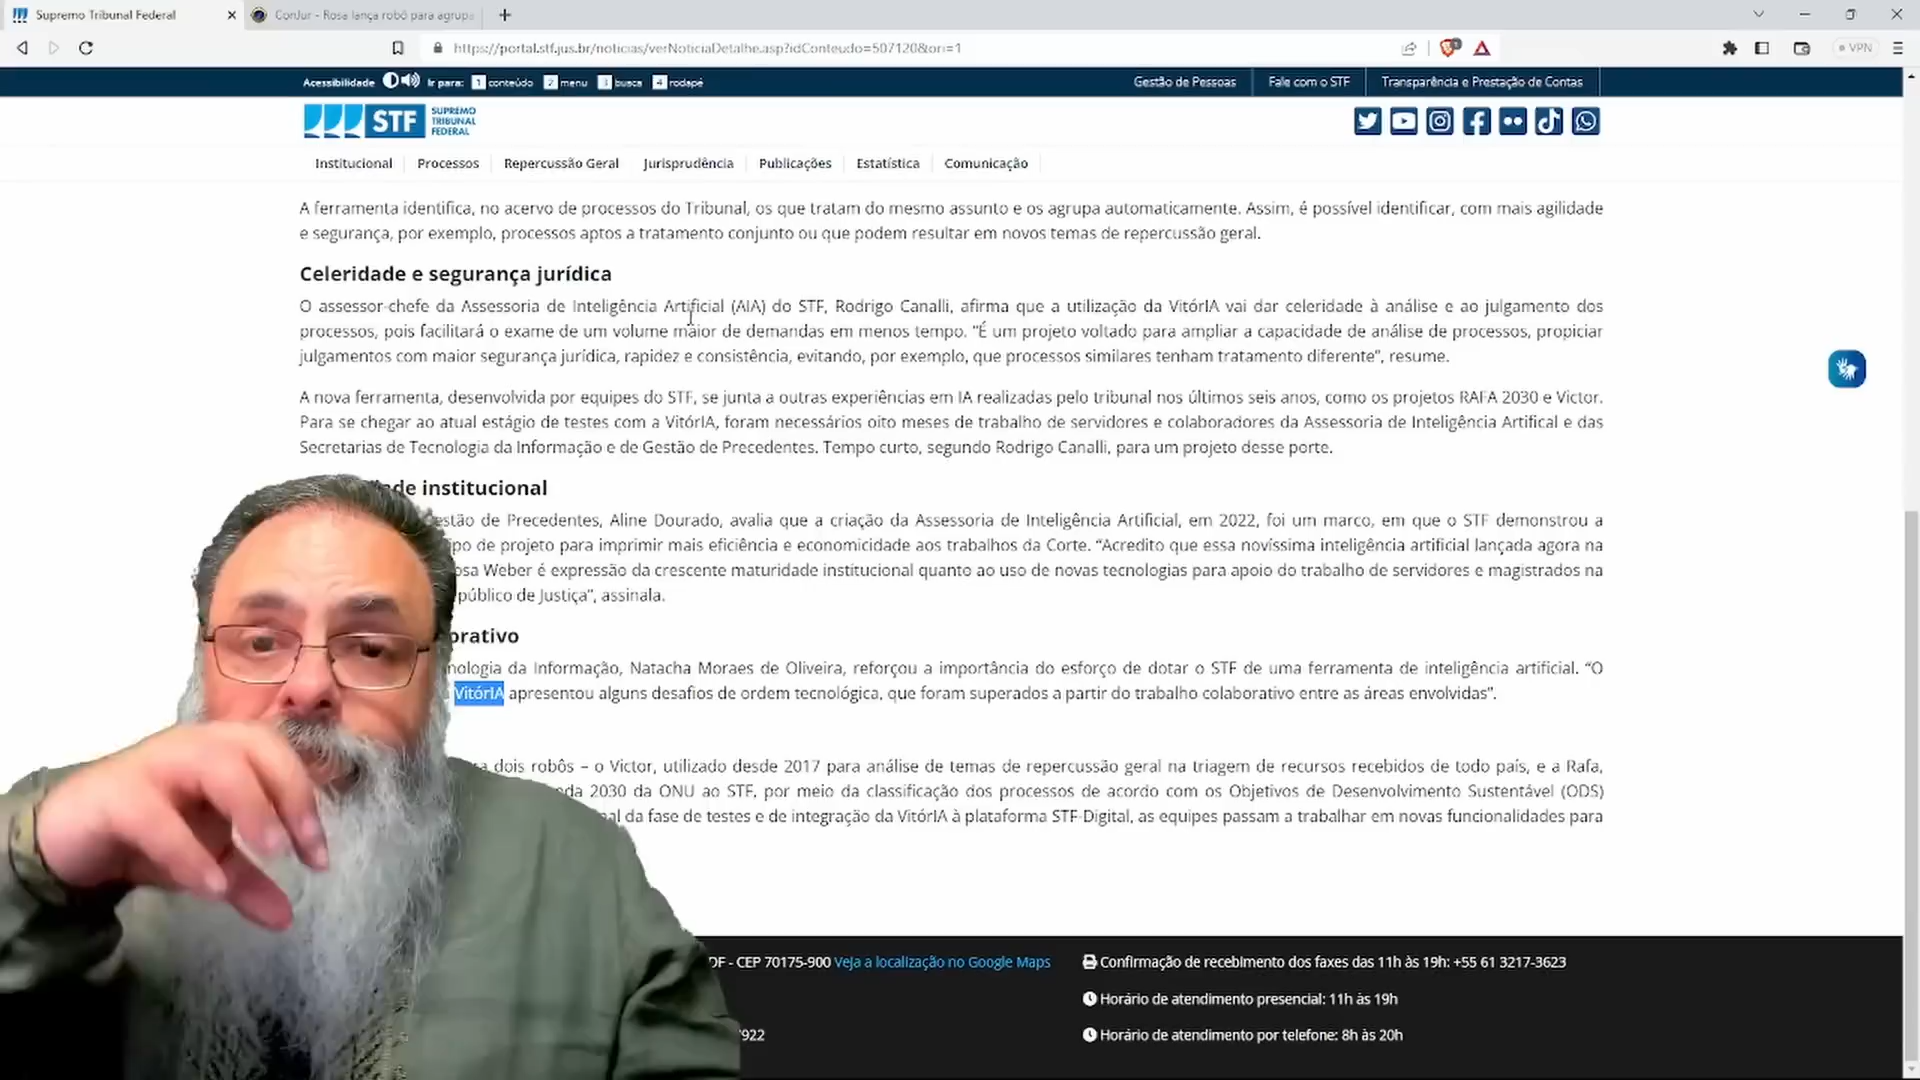 Supremo Tribunal Federal
ConJur - Rosa lança robô para agrupa
https://portal.stf.jus.br/noticias/verNoticiaDetalhe.asp?idConteudo=507120&ori=1
VPN
Acessibilidade Ir para: 1 conteúdo 2 menu 3 busca 4 rodapé
Gestão de Pessoas Fale com o STF Transparência e Prestação de Contas
STF SUPREMO TRIBUNAL FEDERAL
Institucional Processos Repercussão Geral Jurisprudência Publicações Estatística Comunicação
A ferramenta identifica, no acervo de processos do Tribunal, os que tratam do mesmo assunto e os agrupa automaticamente. Assim, é possível identificar, com mais agilidade
e segurança, por exemplo, processos aptos a tratamento conjunto ou que podem resultar em novos temas de repercussão geral.
Celeridade e segurança jurídica
O assessor-chefe da Assessoria de Inteligência Artificial (AIA) do STF, Rodrigo Canalli, afirma que a utilização da VitórIA vai dar celeridade à análise e ao julgamento dos
processos, pois facilitará o exame de um volume maior de demandas em menos tempo. “É um projeto voltado para ampliar a capacidade de análise de processos, propiciar
julgamentos com maior segurança jurídica, rapidez e consistência, evitando, por exemplo, que processos similares tenham tratamento diferente”, resume.
A nova ferramenta, desenvolvida por equipes do STF, se junta a outras experiências em IA realizadas pelo tribunal nos últimos seis anos, como os projetos RAFA 2030 e Victor.
Para se chegar ao atual estágio de testes com a VitórIA, foram necessários oito meses de trabalho de servidores e colaboradores da Assessoria de Inteligência Artifical e das
Secretarias de Tecnologia da Informação e de Gestão de Precedentes. Tempo curto, segundo Rodrigo Canalli, para um projeto desse porte.
de institucional
estão de Precedentes, Aline Dourado, avalia que a criação da Assessoria de Inteligência Artificial, em 2022, foi um marco, em que o STF demonstrou a
ipo de projeto para imprimir mais eficiência e economicidade aos trabalhos da Corte. “Acredito que essa novíssima inteligência artificial lançada agora na
osa Weber é expressão da crescente maturidade institucional quanto ao uso de novas tecnologias para apoio do trabalho de servidores e magistrados na
público de Justiça”, assinala.
orativo
nologia da Informação, Natacha Moraes de Oliveira, reforçou a importância do esforço de dotar o STF de uma ferramenta de inteligência artificial. “O
VitórIA apresentou alguns desafios de ordem tecnológica, que foram superados a partir do trabalho colaborativo entre as áreas envolvidas”.
a dois robôs – o Victor, utilizado desde 2017 para análise de temas de repercussão geral na triagem de recursos recebidos de todo país, e a Rafa,
nda 2030 da ONU ao STF, por meio da classificação dos processos de acordo com os Objetivos de Desenvolvimento Sustentável (ODS)
al da fase de testes e de integração da VitórIA à plataforma STF-Digital, as equipes passam a trabalhar em novas funcionalidades para
DF - CEP 70175-900 Veja a localização no Google Maps
Confirmação de recebimento dos faxes das 11h às 19h: +55 61 3217-3623
Horário de atendimento presencial: 11h às 19h
7922
Horário de atendimento por telefone: 8h às 20h